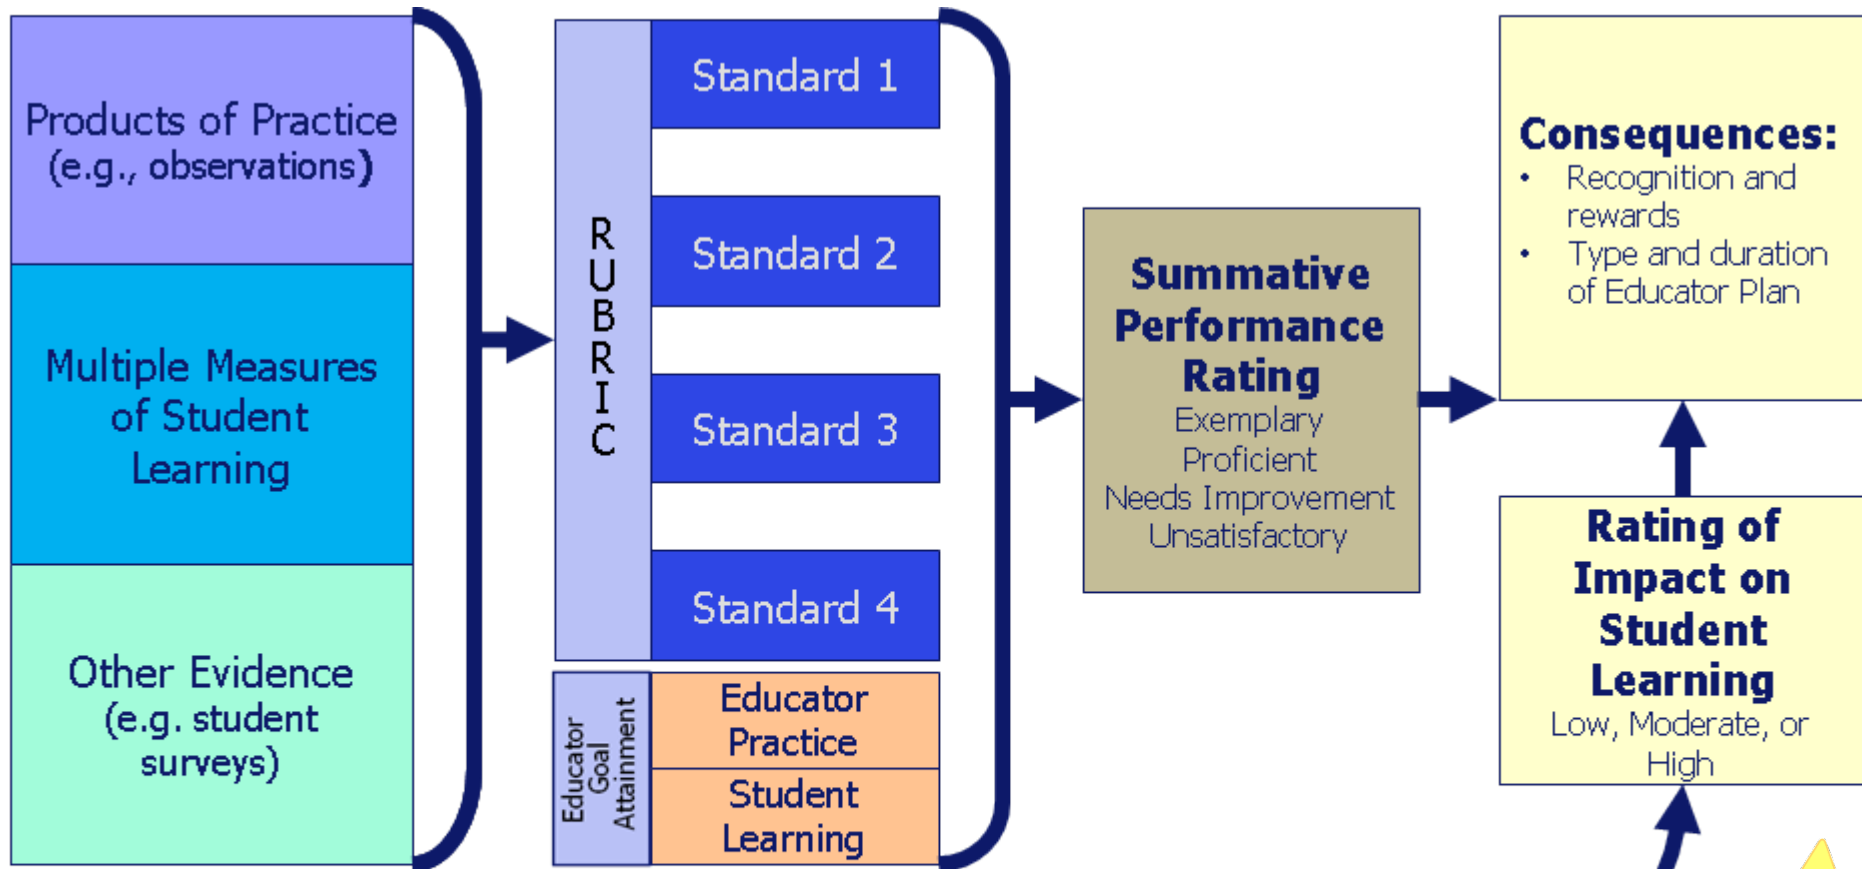 Products of Practice
(e.g., observations)
Multiple Measures
of Student
Learning
Other Evidence
(e.g. student
surveys)
RUBRIC
Standard 1
Standard 2
Standard 3
Standard 4
Educator
Goal
Attainment
Educator
Practice
Student
Learning
Summative
Performance
Rating
Exemplary
Proficient
Needs Improvement
Unsatisfactory
Consequences:
• Recognition and
rewards
• Type and duration
of Educator Plan
Rating of
Impact on
Student
Learning
Low, Moderate, or
High